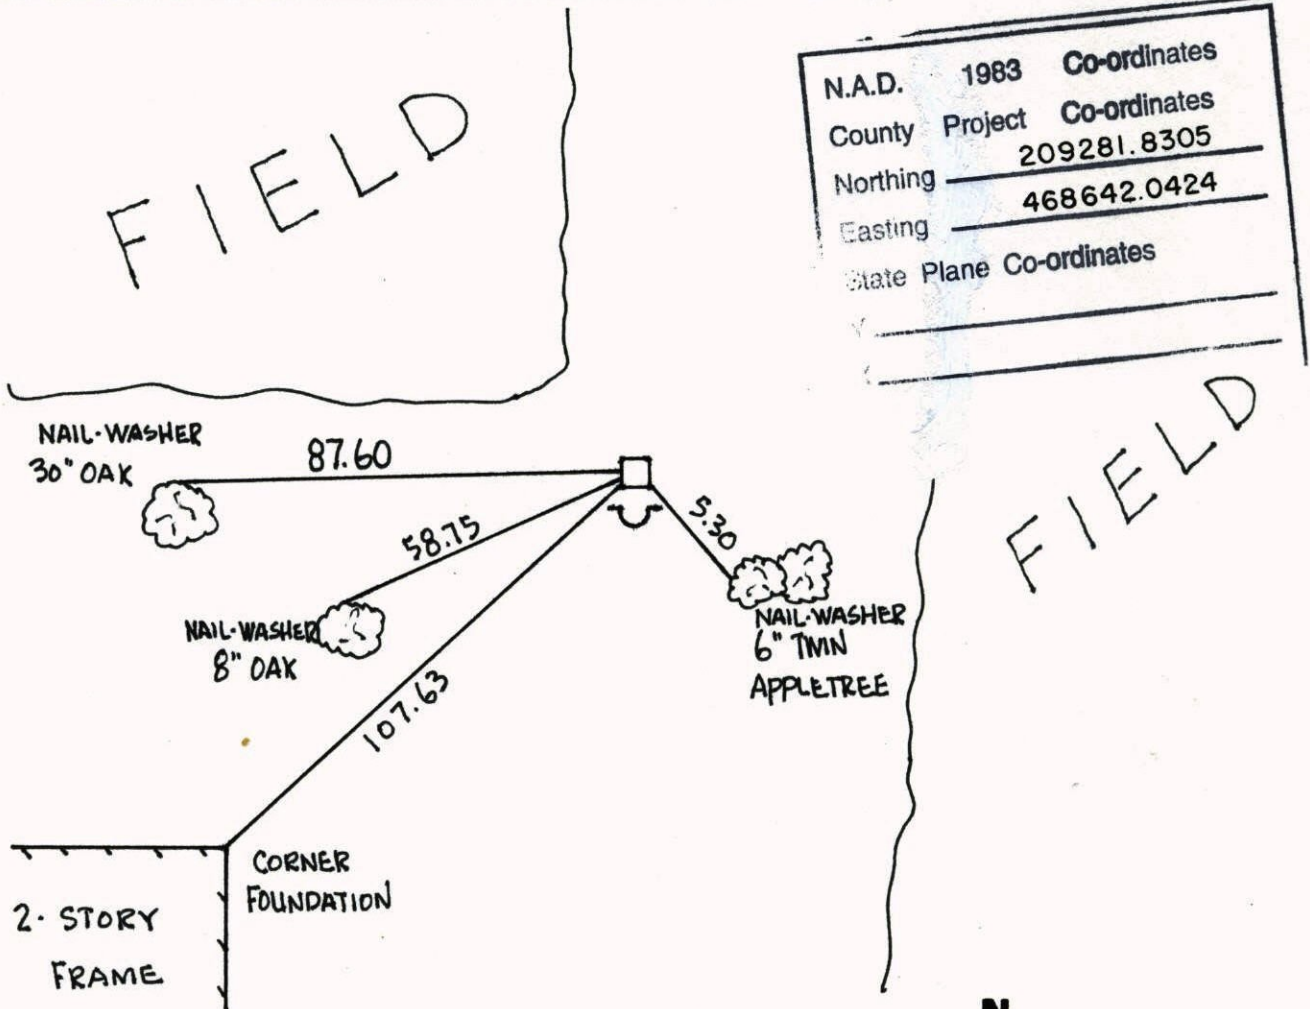 FIELD
N.A.D. 1983 Co-ordinates
County Project Co-ordinates
Northing 209281.8305
Easting 468642.0424
State Plane Co-ordinates
FIELD
NAIL·WASHER
30" OAK
87.60
58.75
5.30
NAIL·WASHER
8" OAK
NAIL·WASHER
6" TWIN
APPLETREE
107.63
CORNER
FOUNDATION
2· STORY
FRAME
N